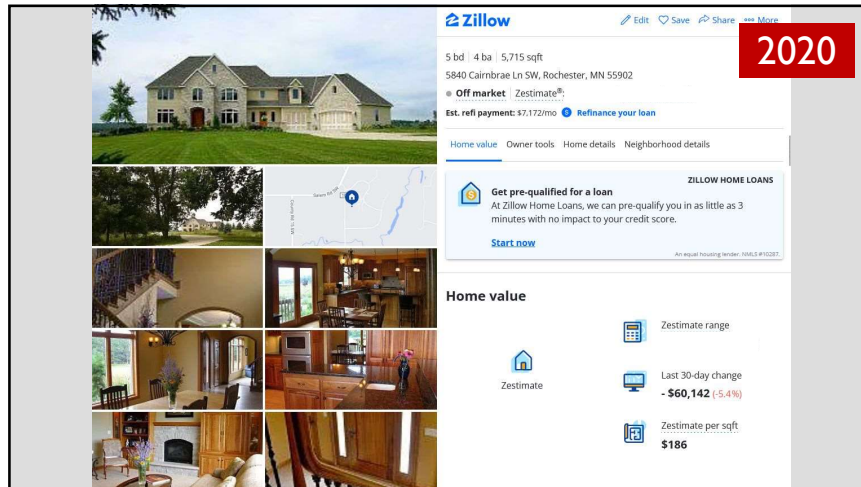 Zillow
Edit Save Share More
2020
5 bd 4 ba 5,715 sqft
5840 Cairnbrae Ln SW, Rochester, MN 55902
Off market Zestimate®:
Est. refi payment: $7,172/mo $ Refinance your loan
Home value Owner tools Home details Neighborhood details
ZILLOW HOME LOANS
Get pre-qualified for a loan
At Zillow Home Loans, we can pre-qualify you in as little as 3
minutes with no impact to your credit score.
Start now
An equal housing lender. NMLS #10287.
Home value
Zestimate range
Zestimate
Last 30-day change
- $60,142 (-5.4%)
Zestimate per sqft
$186